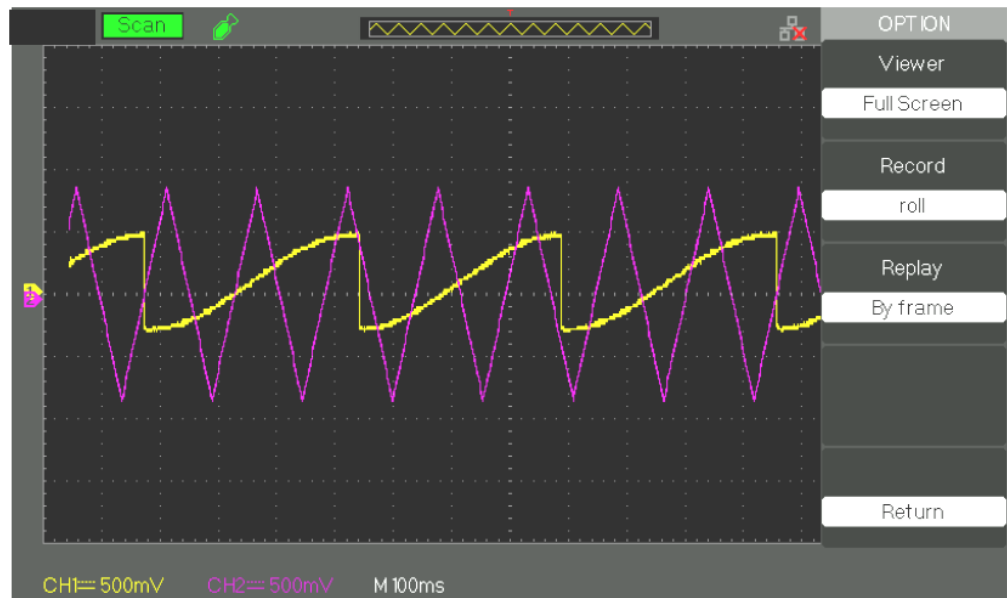 Scan
OPTION
Viewer
Full Screen
Record
roll
Replay
By frame
Return
CH1 500mV
CH2 500mV
M 100ms